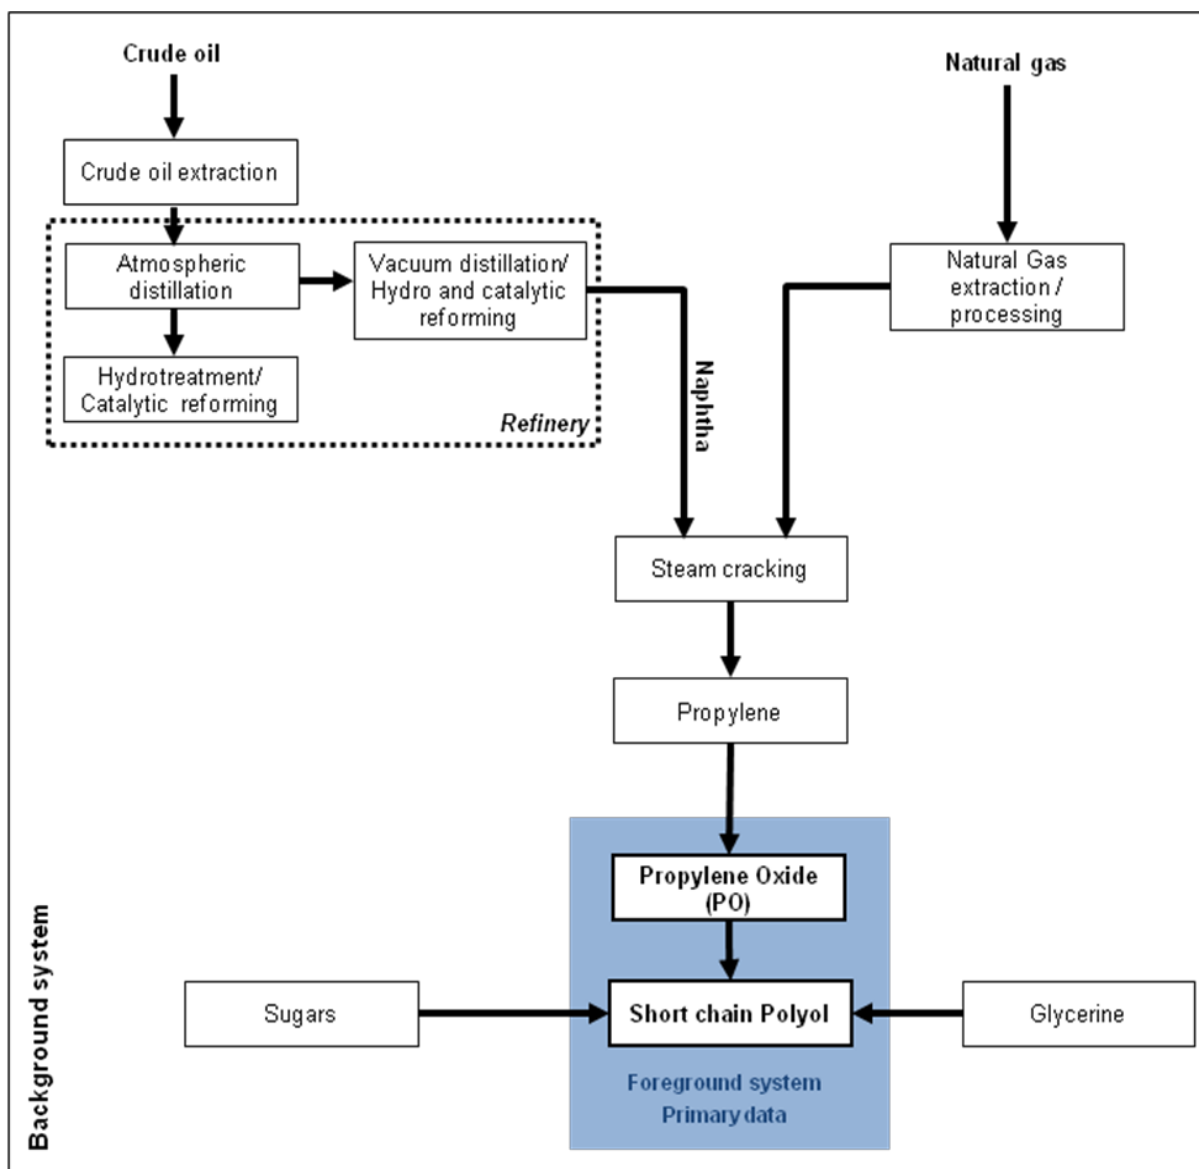 Crude oil
Natural gas
Crude oil extraction
Atmospheric
distillation
Vacuum distillation/
Hydro and catalytic
reforming
Natural Gas
extraction /
processing
Hydrotreatment/
Catalytic reforming
Refinery
Naphtha
Steam cracking
Propylene
Propylene Oxide
(PO)
Sugars
Short chain Polyol
Glycerine
Foreground system
Primary data
Background system